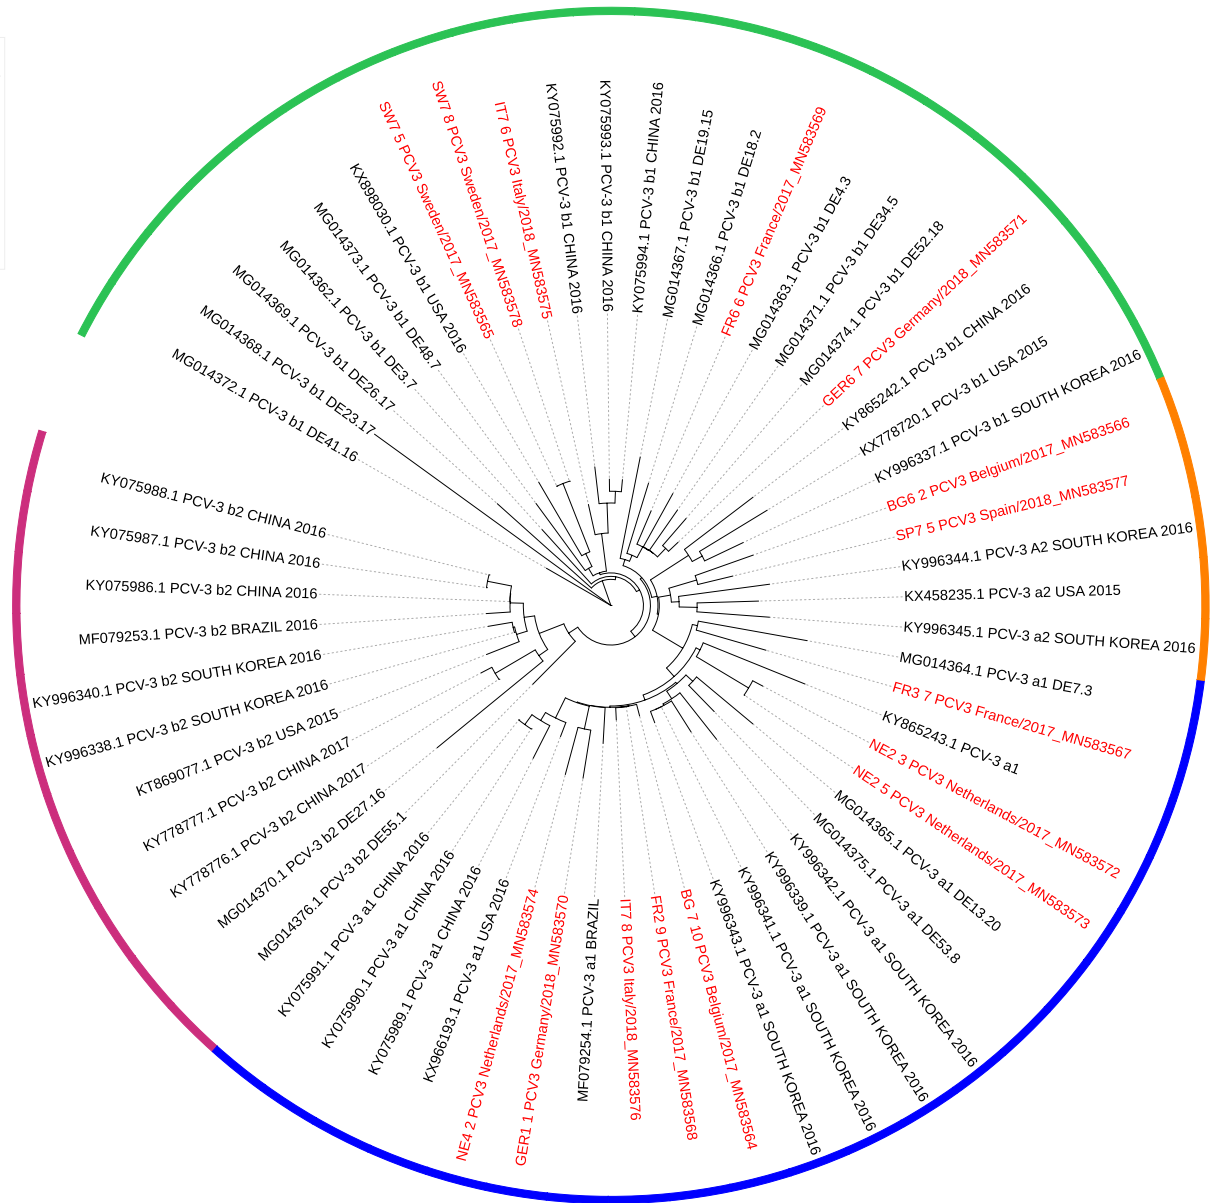 MG014372.1 PCV-3 b1 DE41.16
MG014368.1 PCV-3 b1 DE23.17
MG014369.1 PCV-3 b1 DE26.17
MG014362.1 PCV-3 b1 DE3.7
MG014373.1 PCV-3 b1 DE48.7
KX898030.1 PCV-3 b1 USA 2016
SW7 5 PCV3 Sweden/2017_MN583565
SW7 8 PCV3 Sweden/2017_MN583578
IT7 6 PCV3 Italy/2018_MN583575
KY075992.1 PCV-3 b1 CHINA 2016
KY075993.1 PCV-3 b1 CHINA 2016
KY075994.1 PCV-3 b1 CHINA 2016
MG014367.1 PCV-3 b1 DE19.15
MG014366.1 PCV-3 b1 DE18.2
FR6 6 PCV3 France/2017_MN583569
MG014363.1 PCV-3 b1 DE4.3
MG014371.1 PCV-3 b1 DE34.5
MG014374.1 PCV-3 b1 DE52.18
GER6 7 PCV3 Germany/2018_MN583571
KY865242.1 PCV-3 b1 CHINA 2016
KX778720.1 PCV-3 b1 USA 2015
KY996337.1 PCV-3 b1 SOUTH KOREA 2016
BG6 2 PCV3 Belgium/2017_MN583566
SP7 5 PCV3 Spain/2018_MN583577
KY996344.1 PCV-3 A2 SOUTH KOREA 2016
KX458235.1 PCV-3 a2 USA 2015
KY996345.1 PCV-3 a2 SOUTH KOREA 2016
MG014364.1 PCV-3 a1 DE7.3
FR3 7 PCV3 France/2017_MN583567
KY865243.1 PCV-3 a1
NE2 3 PCV3 Netherlands/2017_MN583572
NE2 5 PCV3 Netherlands/2017_MN583573
MG014365.1 PCV-3 a1 DE13.20
MG014375.1 PCV-3 a1 DE53.8
KY996342.1 PCV-3 a1 SOUTH KOREA 2016
KY996339.1 PCV-3 a1 SOUTH KOREA 2016
KY996341.1 PCV-3 a1 SOUTH KOREA 2016
KY996343.1 PCV-3 a1 SOUTH KOREA 2016
BG 7 10 PCV3 Belgium/2017_MN583564
FR2 9 PCV3 France/2017_MN583568
IT7 8 PCV3 Italy/2018_MN583576
MF079254.1 PCV-3 a1 BRAZIL
GER1 1 PCV3 Germany/2018_MN583570
NE4 2 PCV3 Netherlands/2017_MN583574
KX966193.1 PCV-3 a1 USA 2016
KY075989.1 PCV-3 a1 CHINA 2016
KY075990.1 PCV-3 a1 CHINA 2016
KY075991.1 PCV-3 a1 CHINA 2016
MG014376.1 PCV-3 b2 DE55.1
MG014370.1 PCV-3 b2 DE27.16
KY778776.1 PCV-3 b2 CHINA 2017
KY778777.1 PCV-3 b2 CHINA 2017
KT869077.1 PCV-3 b2 USA 2015
KY996338.1 PCV-3 b2 SOUTH KOREA 2016
KY996340.1 PCV-3 b2 SOUTH KOREA 2016
MF079253.1 PCV-3 b2 BRAZIL 2016
KY075986.1 PCV-3 b2 CHINA 2016
KY075987.1 PCV-3 b2 CHINA 2016
KY075988.1 PCV-3 b2 CHINA 2016